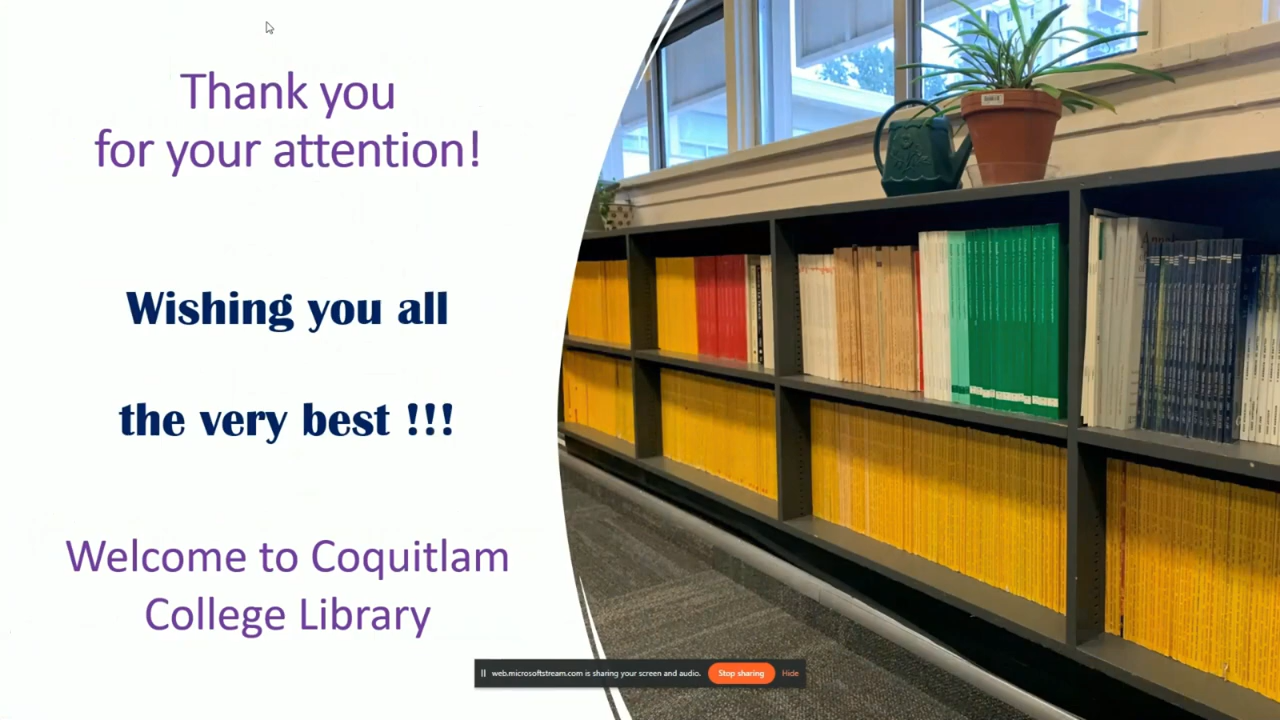 Thank you
for your attention!
Wishing you all
the very best !!!
Welcome to Coquitlam
College Library
web.microsoftstream.com is sharing your screen and audio. Stop sharing Hide